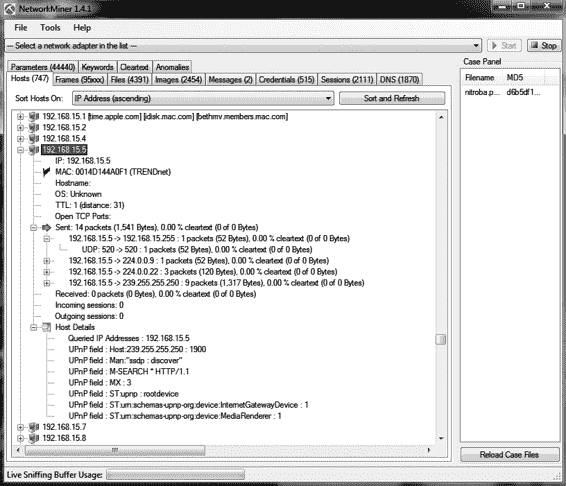 NetworkMiner 1.4.1
File Tools Help
--- Select a network adapter in the list ---
Start
Stop
Parameters (44440) Keywords Cleartext Anomalies
Hosts (747) Frames (95xxx) Files (4391) Images (2454) Messages (2) Credentials (515) Sessions (2111) DNS (1870)
Sort Hosts On: IP Address (ascending) Sort and Refresh
192.168.15.1 [time.apple.com] [idisk.mac.com] [bethmv.members.mac.com]
192.168.15.2
192.168.15.4
192.168.15.5
IP: 192.168.15.5
MAC: 0014D144A0F1 (TRENDnet)
Hostname:
OS: Unknown
TTL: 1 (distance: 31)
Open TCP Ports:
Sent: 14 packets (1,541 Bytes), 0.00 % cleartext (0 of 0 Bytes)
192.168.15.5 -> 192.168.15.255 : 1 packets (52 Bytes), 0.00 % cleartext (0 of 0 Bytes)
UDP: 520 -> 520 : 1 packets (52 Bytes), 0.00 % cleartext (0 of 0 Bytes)
192.168.15.5 -> 224.0.0.9 : 1 packets (52 Bytes), 0.00 % cleartext (0 of 0 Bytes)
192.168.15.5 -> 224.0.0.22 : 3 packets (120 Bytes), 0.00 % cleartext (0 of 0 Bytes)
192.168.15.5 -> 239.255.255.250 : 9 packets (1,317 Bytes), 0.00 % cleartext (0 of 0 Bytes)
Received: 0 packets (0 Bytes), 0.00 % cleartext (0 of 0 Bytes)
Incoming sessions: 0
Outgoing sessions: 0
Host Details
Queried IP Addresses : 192.168.15.5
UPnP field : Host:239.255.255.250 : 1900
UPnP field : Man:"ssdp : discover"
UPnP field : M-SEARCH * HTTP/1.1
UPnP field : MX : 3
UPnP field : ST:upnp : rootdevice
UPnP field : ST:urn:schemas-upnp-org:device:InternetGatewayDevice : 1
UPnP field : ST:urn:schemas-upnp-org:device:MediaRenderer : 1
192.168.15.7
192.168.15.8
Case Panel
Filename MD5
nitroba.p... d6b5df1...
Reload Case Files
Live Sniffing Buffer Usage: